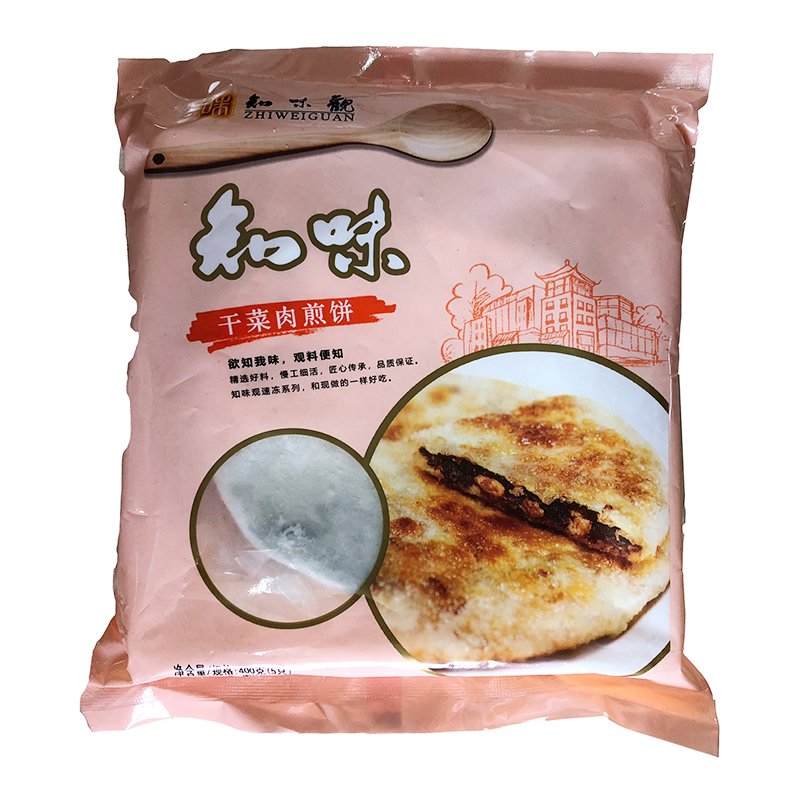 味
知味觀
ZHIWEIGUAN
知味
干菜肉煎饼
欲知我味，观料便知
精选好料，慢工细活，匠心传承，品质保证。
知味观速冻系列，和现做的一样好吃。
净含量/规格:400克(5只)